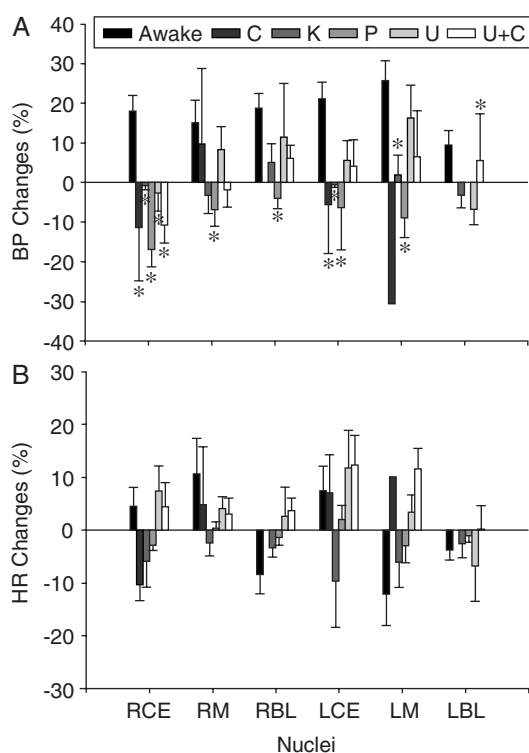 A
Awake C K P U U+C
BP Changes (%)
40
30
20
10
0
-10
-20
-30
-40
* * * * *
*
*
* * *
* *
*
B
HR Changes (%)
30
20
10
0
-10
-20
-30
RCE RM RBL LCE LM LBL
Nuclei